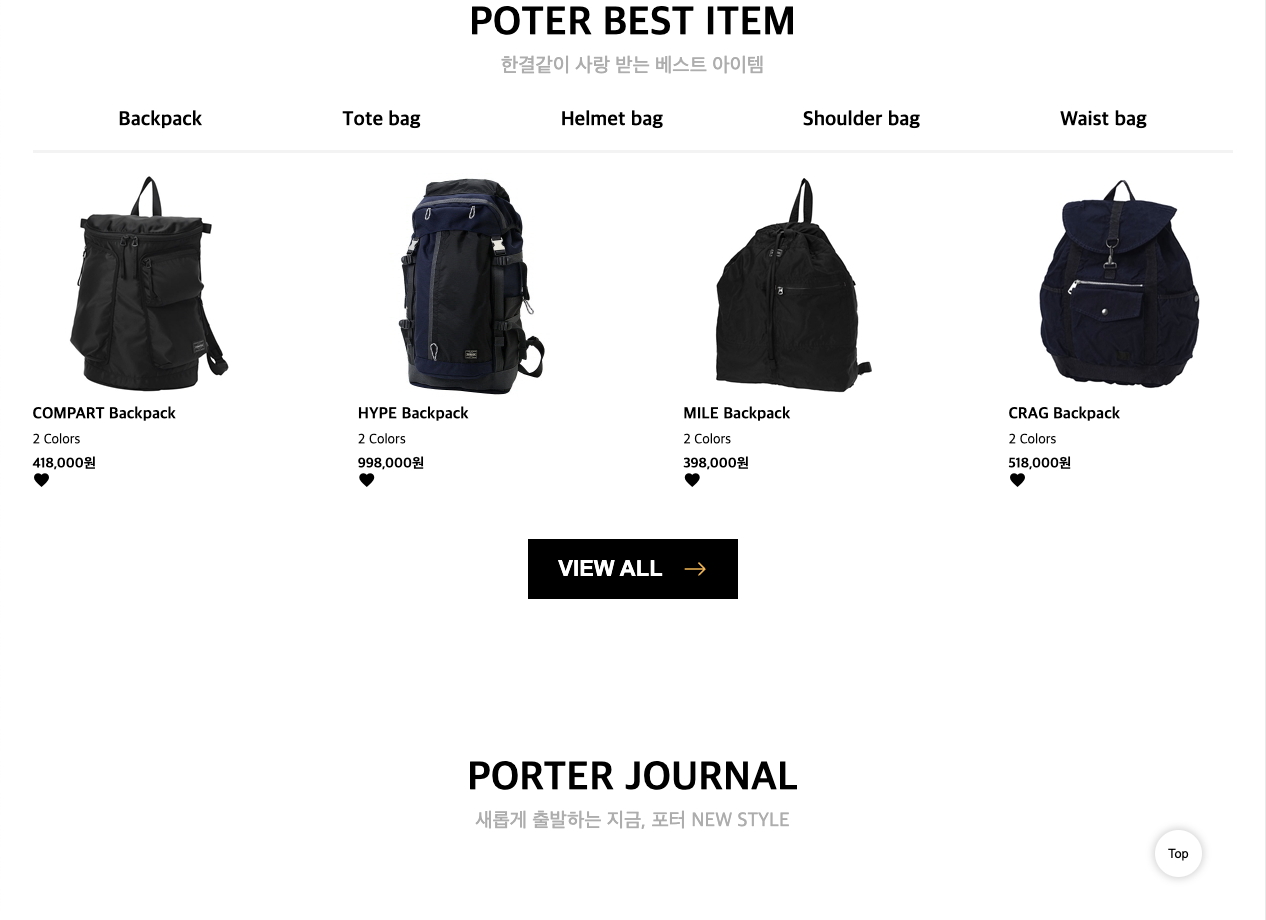 POTER BEST ITEM
한결같이 사랑 받는 베스트 아이템
Backpack
Tote bag
Helmet bag
Shoulder bag
Waist bag
COMPART Backpack
2 Colors
418,000원
HYPE Backpack
2 Colors
998,000원
MILE Backpack
2 Colors
398,000원
CRAG Backpack
2 Colors
518,000원
VIEW ALL →
PORTER JOURNAL
새롭게 출발하는 지금, 포터 NEW STYLE
Top